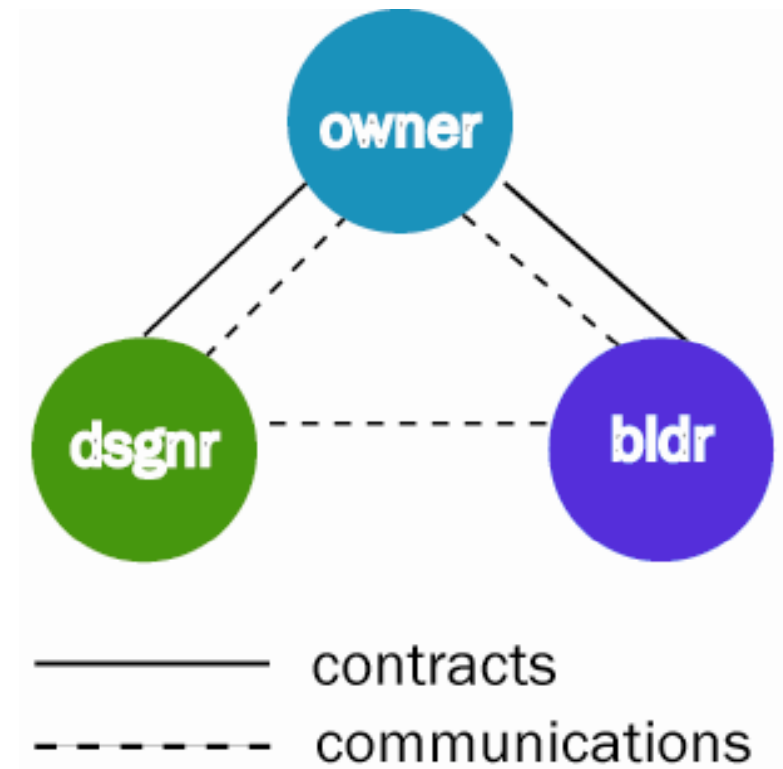 owner
dsgnr
bldr
contracts
communications